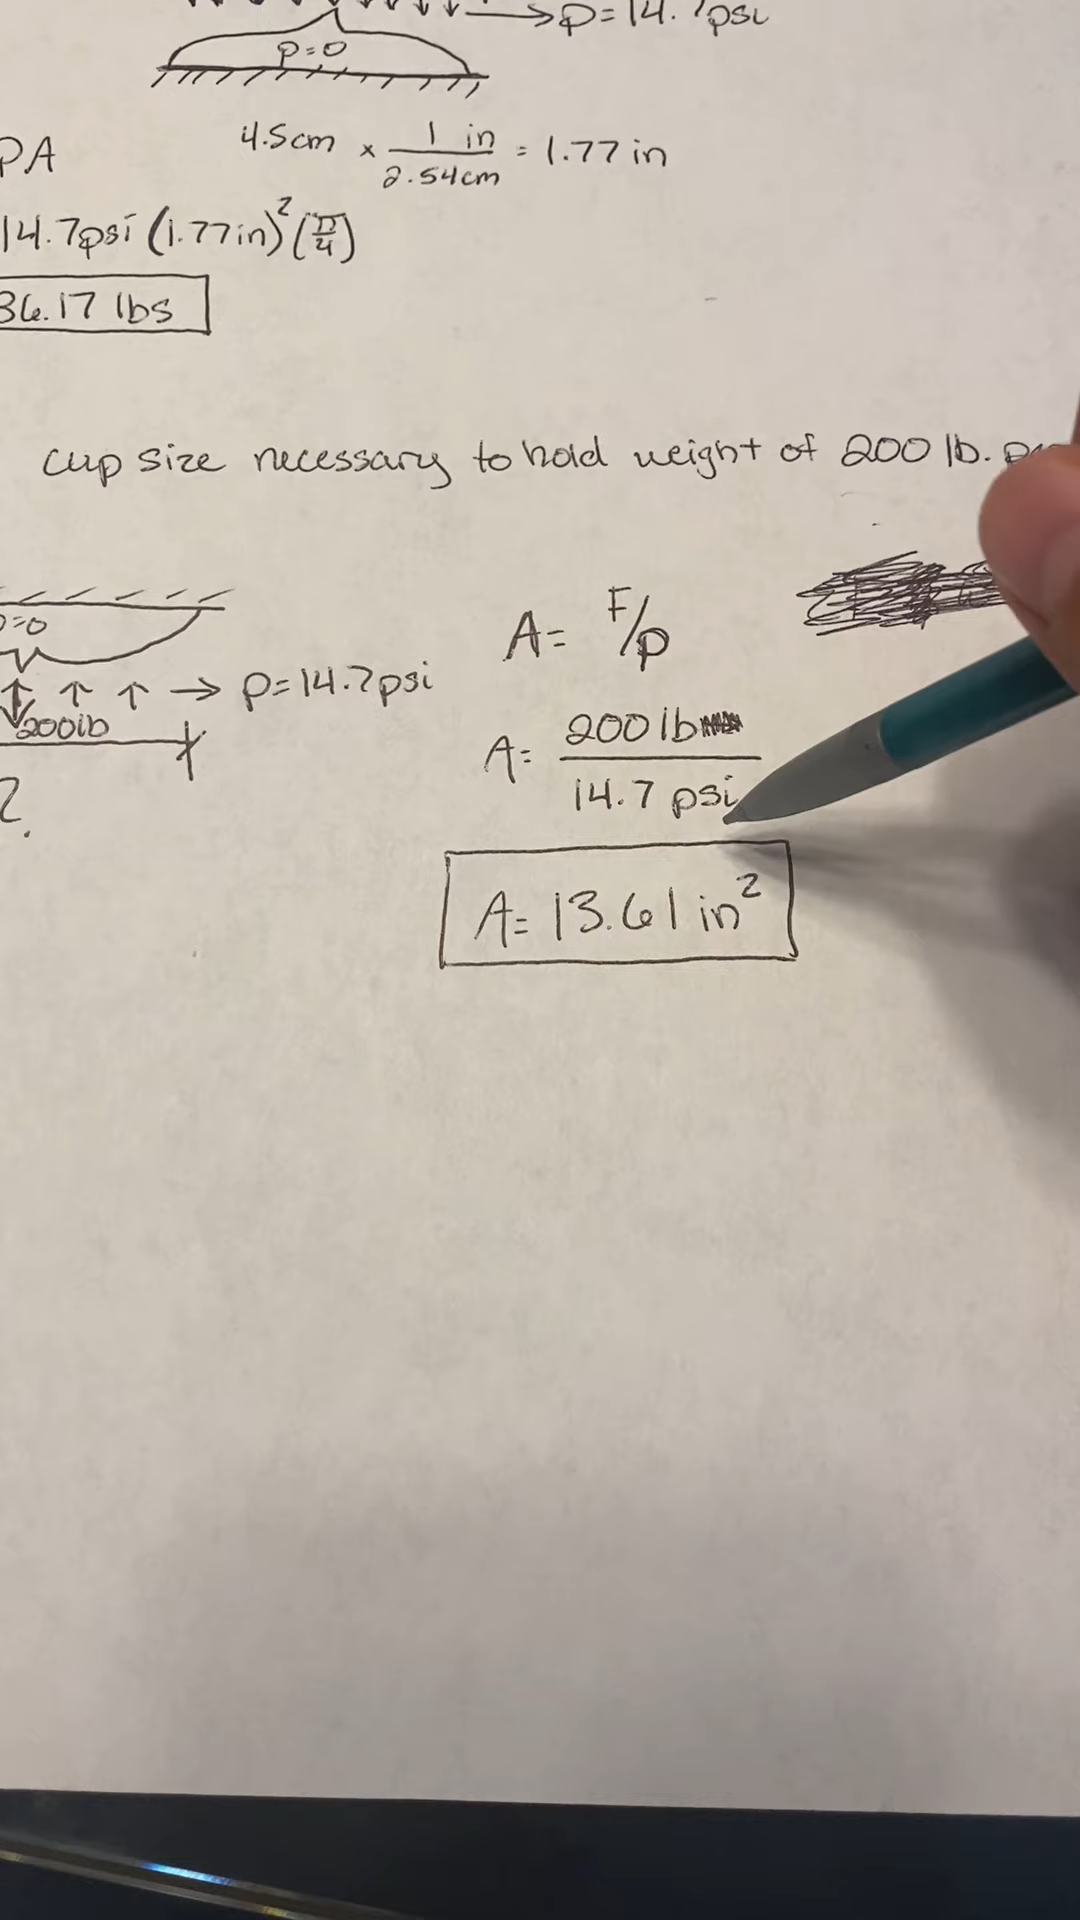 p=14.7psi
p=0
PA
4.5cm × 1 in / 2.54cm = 1.77 in
14.7psi (1.77in)² (π/4)
36.17 lbs
cup size necessary to hold weight of 200 lb.
p=0
A= F/p
p=14.7psi
200lb
A= 200 lb / 14.7 psi
?
A= 13.61 in²